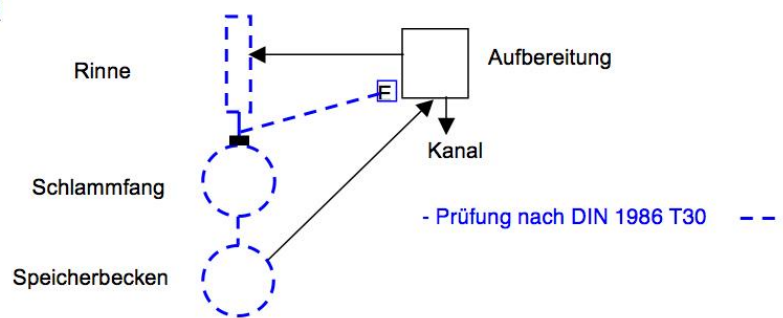 Rinne
Aufbereitung
E
Kanal
Schlammfang
- Prüfung nach DIN 1986 T30
Speicherbecken